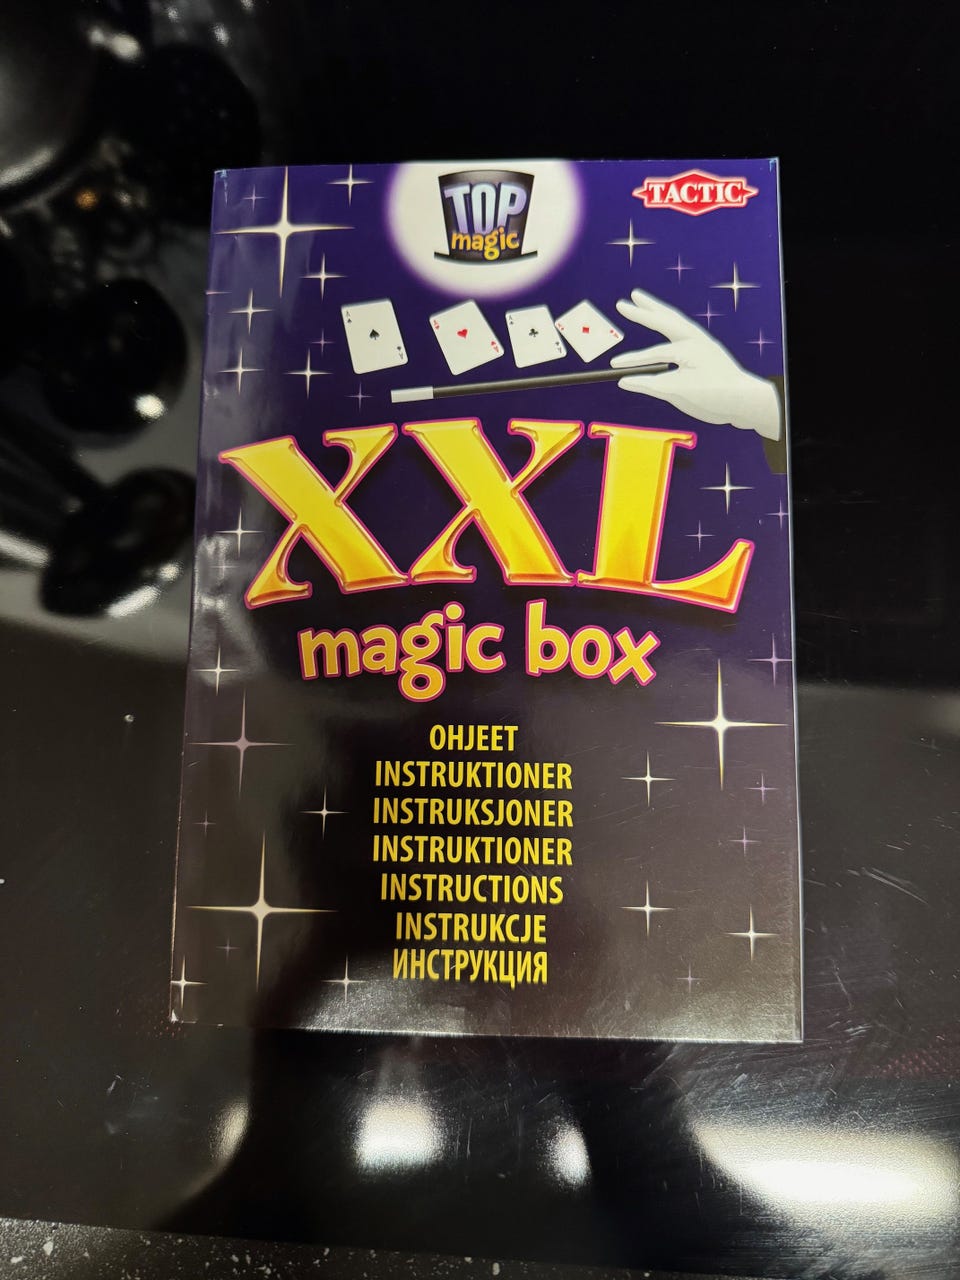 TOP
magic
TACTIC
XXL
magic box
OHJEET
INSTRUKTIONER
INSTRUKSJONER
INSTRUKTIONER
INSTRUCTIONS
INSTRUKCJE
ИНСТРУКЦИЯ